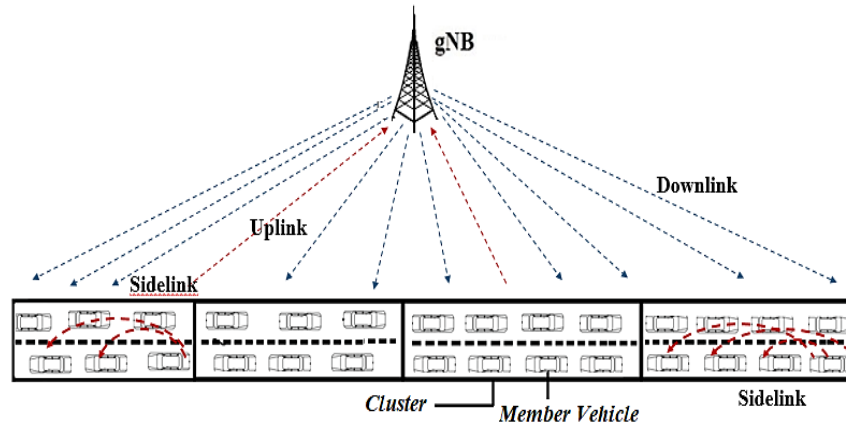 gNB
Downlink
Uplink
Sidelink
Cluster
Member Vehicle
Sidelink